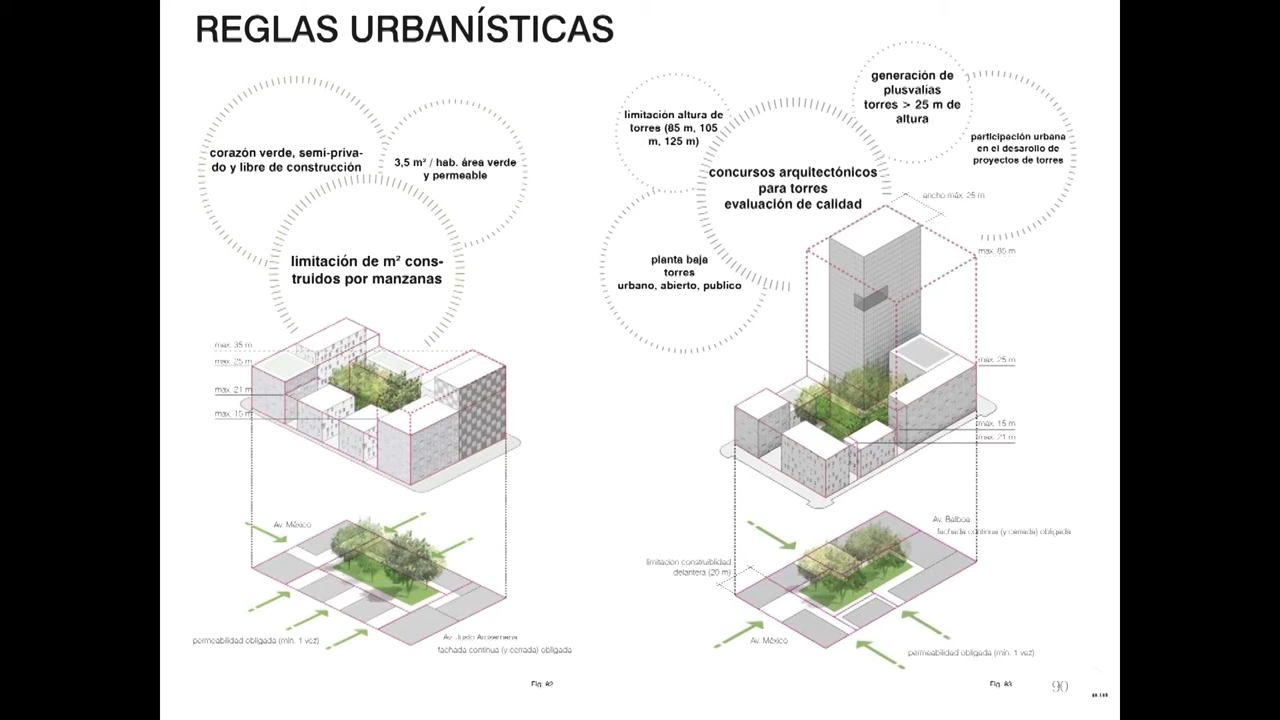 REGLAS URBANÍSTICAS
corazón verde, semi-priva-
do y libre de construcción
3,5 m² / hab. área verde
y permeable
limitación de m² cons-
truidos por manzanas
max. 35 m
max. 25 m
max. 21 m
max. 15 m
Av. México
permeabilidad obligada (mín. 1 vez)
Av. Justo Arosemena
fachada continua (y cerrada) obligada
Fig. 82
limitación altura de
torres (85 m, 105
m, 125 m)
generación de
plusvalías
torres > 25 m de
altura
participación urbana
en el desarollo de
proyectos de torres
concursos arquitectónicos
para torres
evaluación de calidad
planta baja
torres
urbano, abierto, publico
ancho máx. 25 m
max. 85 m
max. 25 m
max. 15 m
max. 21 m
Av. Balboa
fachada continua (y cerrada) obligada
limitación construiblidad
delantera (20 m)
Av. México
permeabilidad obligada (mín. 1 vez)
Fig. 83
90